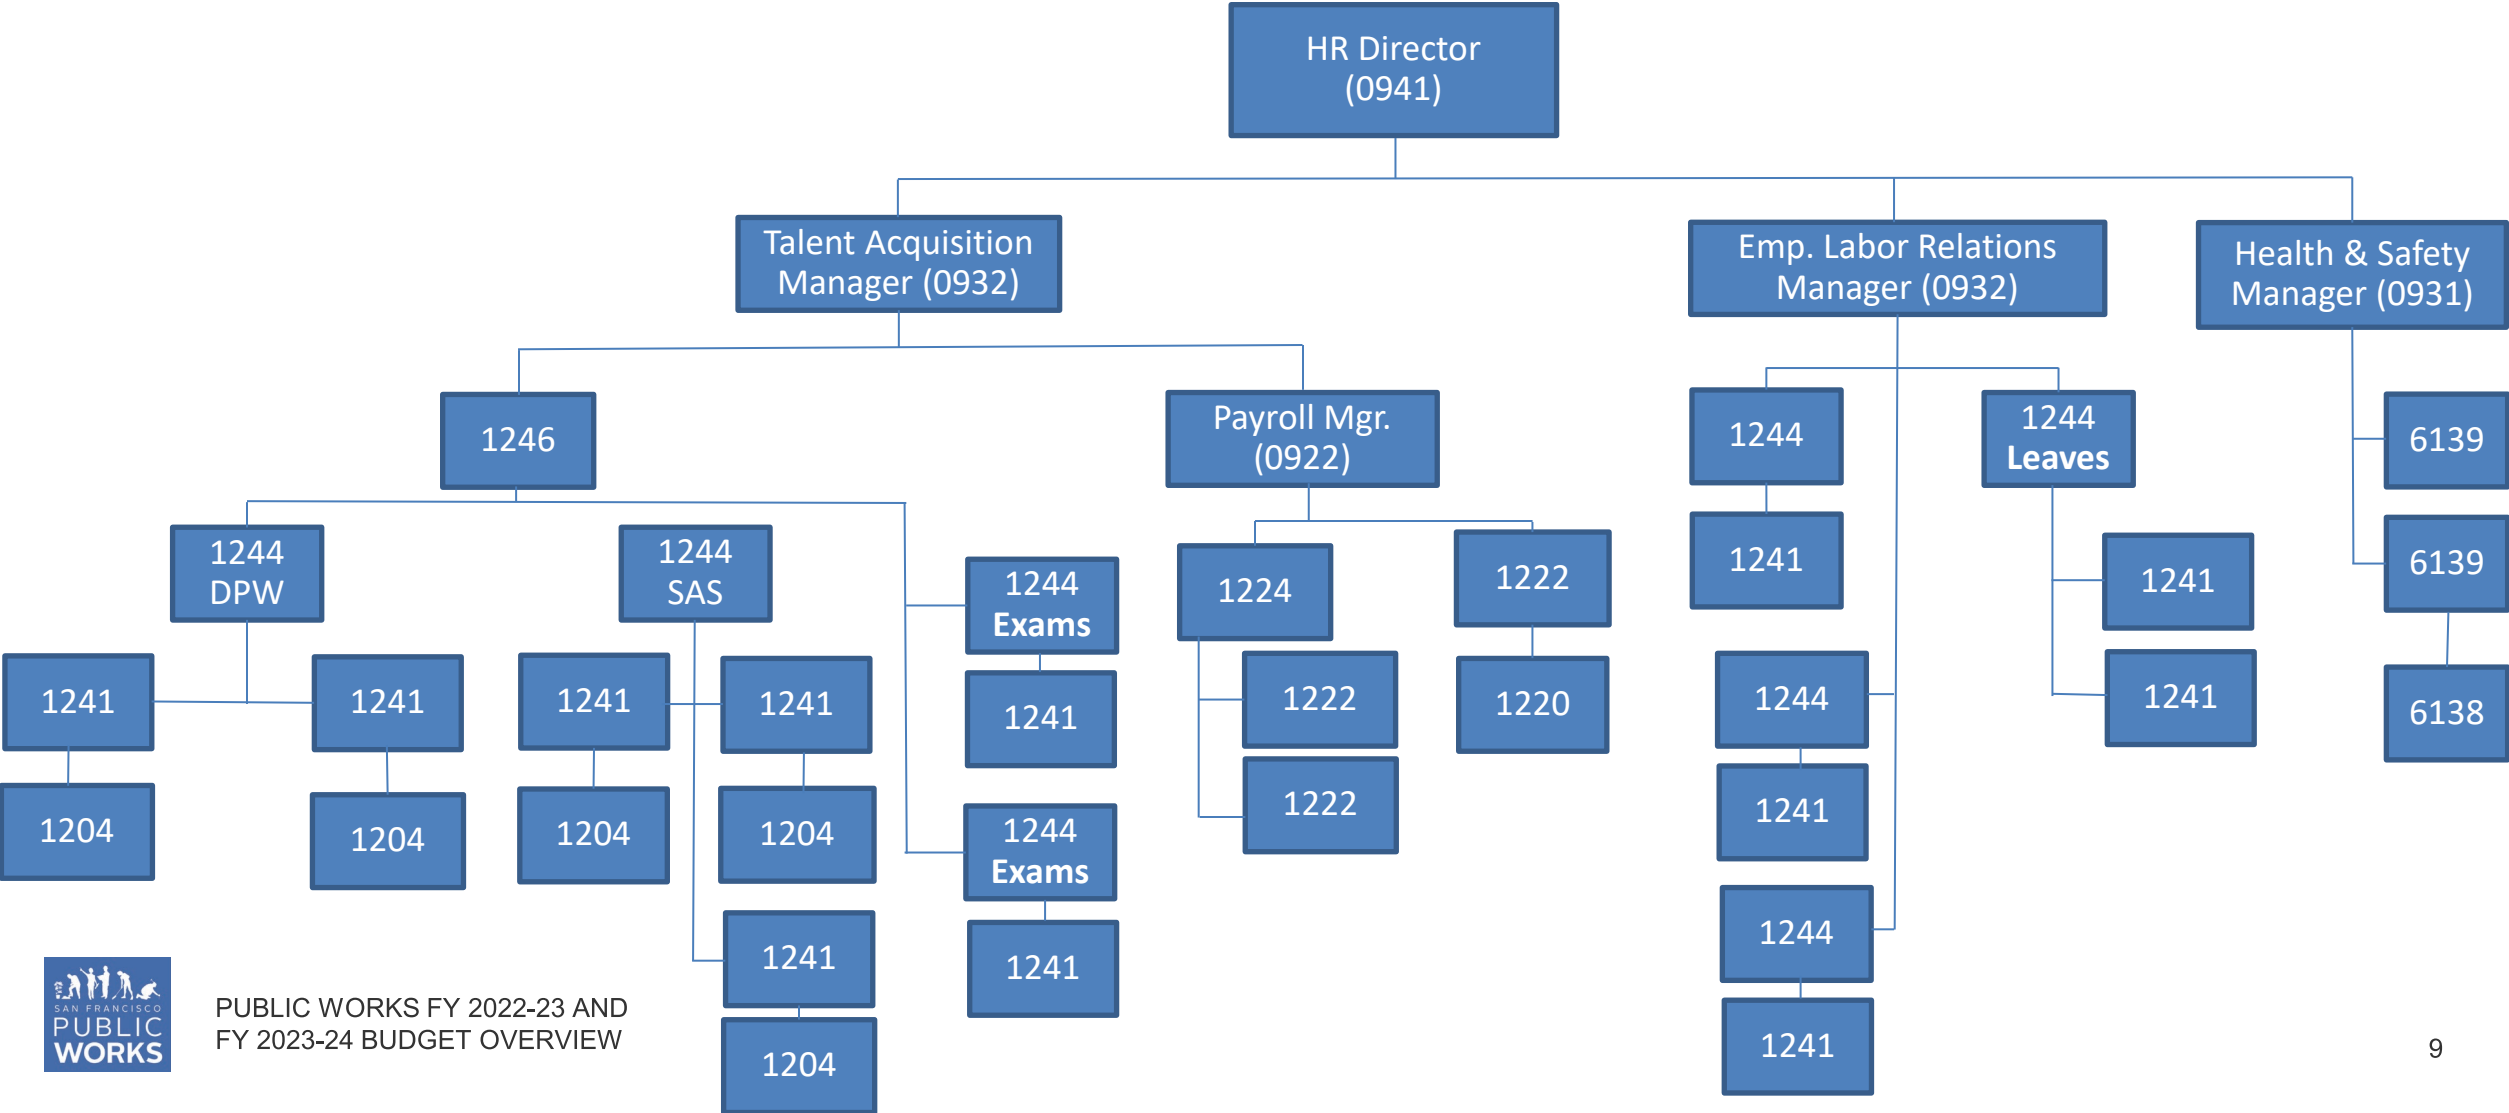 HR Director
(0941)
Talent Acquisition
Manager (0932)
Emp. Labor Relations
Manager (0932)
Health & Safety
Manager (0931)
1246
Payroll Mgr.
(0922)
1244
1244
Leaves
6139
1244
DPW
1244
SAS
1244
Exams
1224
1222
1241
1241
6139
1241
1241
1241
1241
1241
1222
1220
1244
1241
6138
1204
1204
1204
1204
1244
Exams
1222
1241
1241
1241
1244
1204
1241
SAN FRANCISCO
PUBLIC
WORKS
PUBLIC WORKS FY 2022-23 AND
FY 2023-24 BUDGET OVERVIEW
9